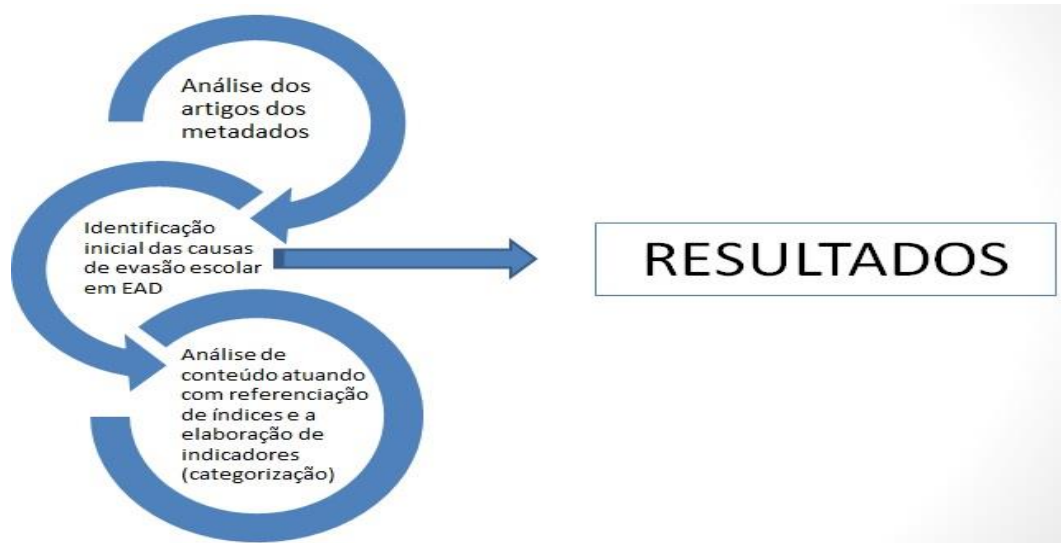 Análise dos
artigos dos
metadados
Identificação
inicial das causas
de evasão escolar
em EAD
RESULTADOS
Análise de
conteúdo atuando
com referenciação
de índices e a
elaboração de
indicadores
(categorização)